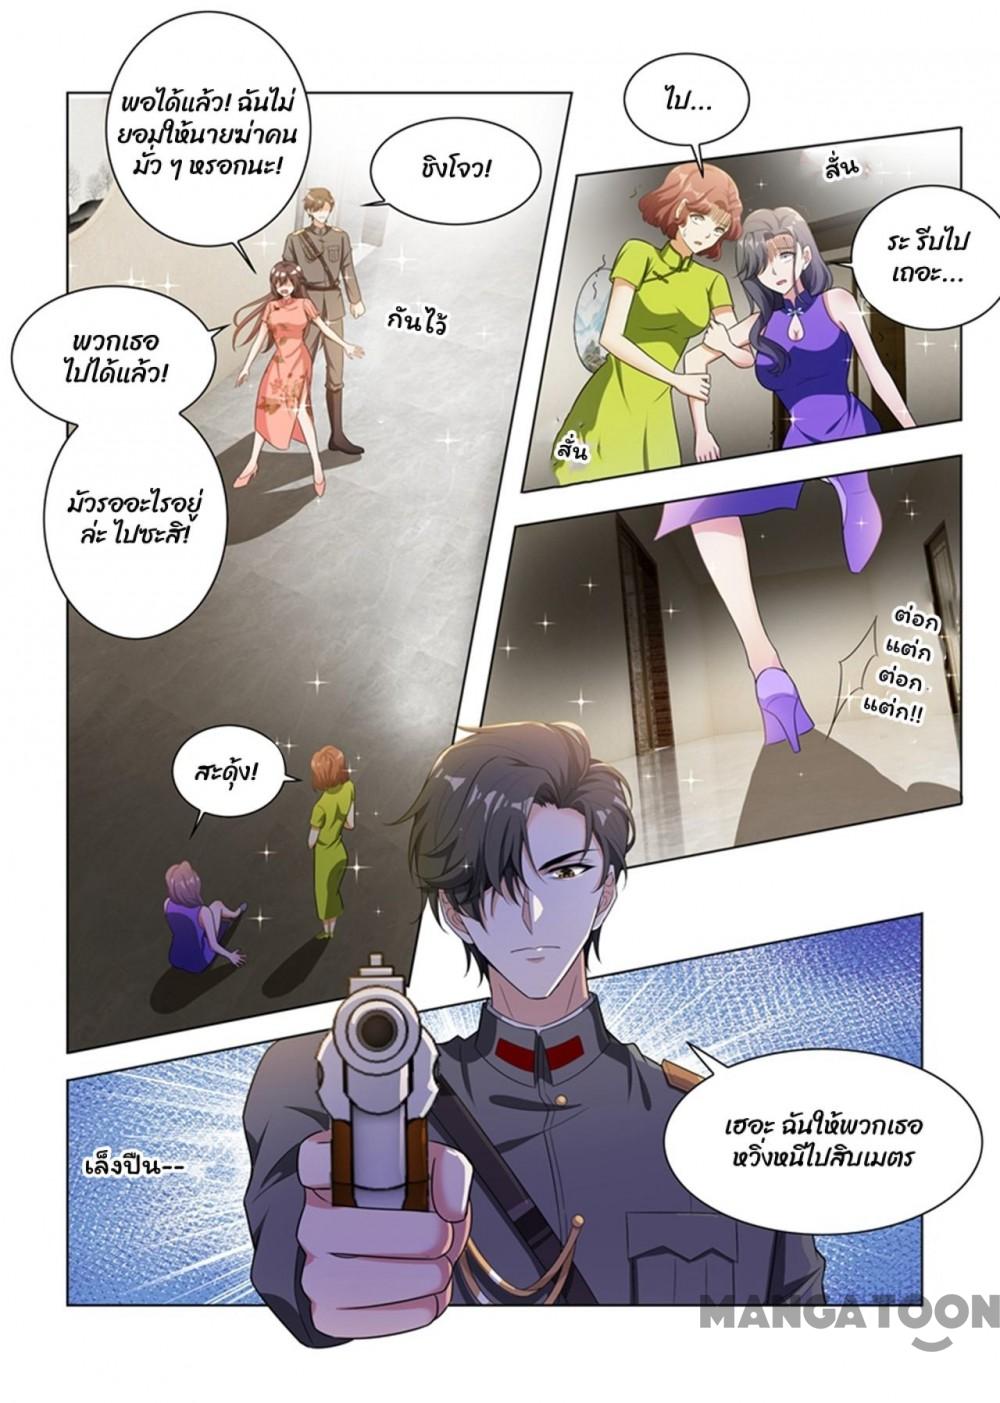 พอได้แล้ว! ฉันไม่
ยอมให้นายฆ่าคน
มั่ว ๆ หรอกนะ!
ชิงโจว!
กันไว้
พวกเธอ
ไปได้แล้ว!
มัวรออะไรอยู่
ล่ะ ไปซะสิ!
สะดุ้ง!
ไป...
สั่น
ระ รีบไป
เถอะ...
สั่น
ต่อก
แต่ก
ต่อก
แต่ก!!
เล็งปืน--
เฮอะ ฉันให้พวกเธอ
หวิ่งหนีไปสิบเมตร
MANGATOON